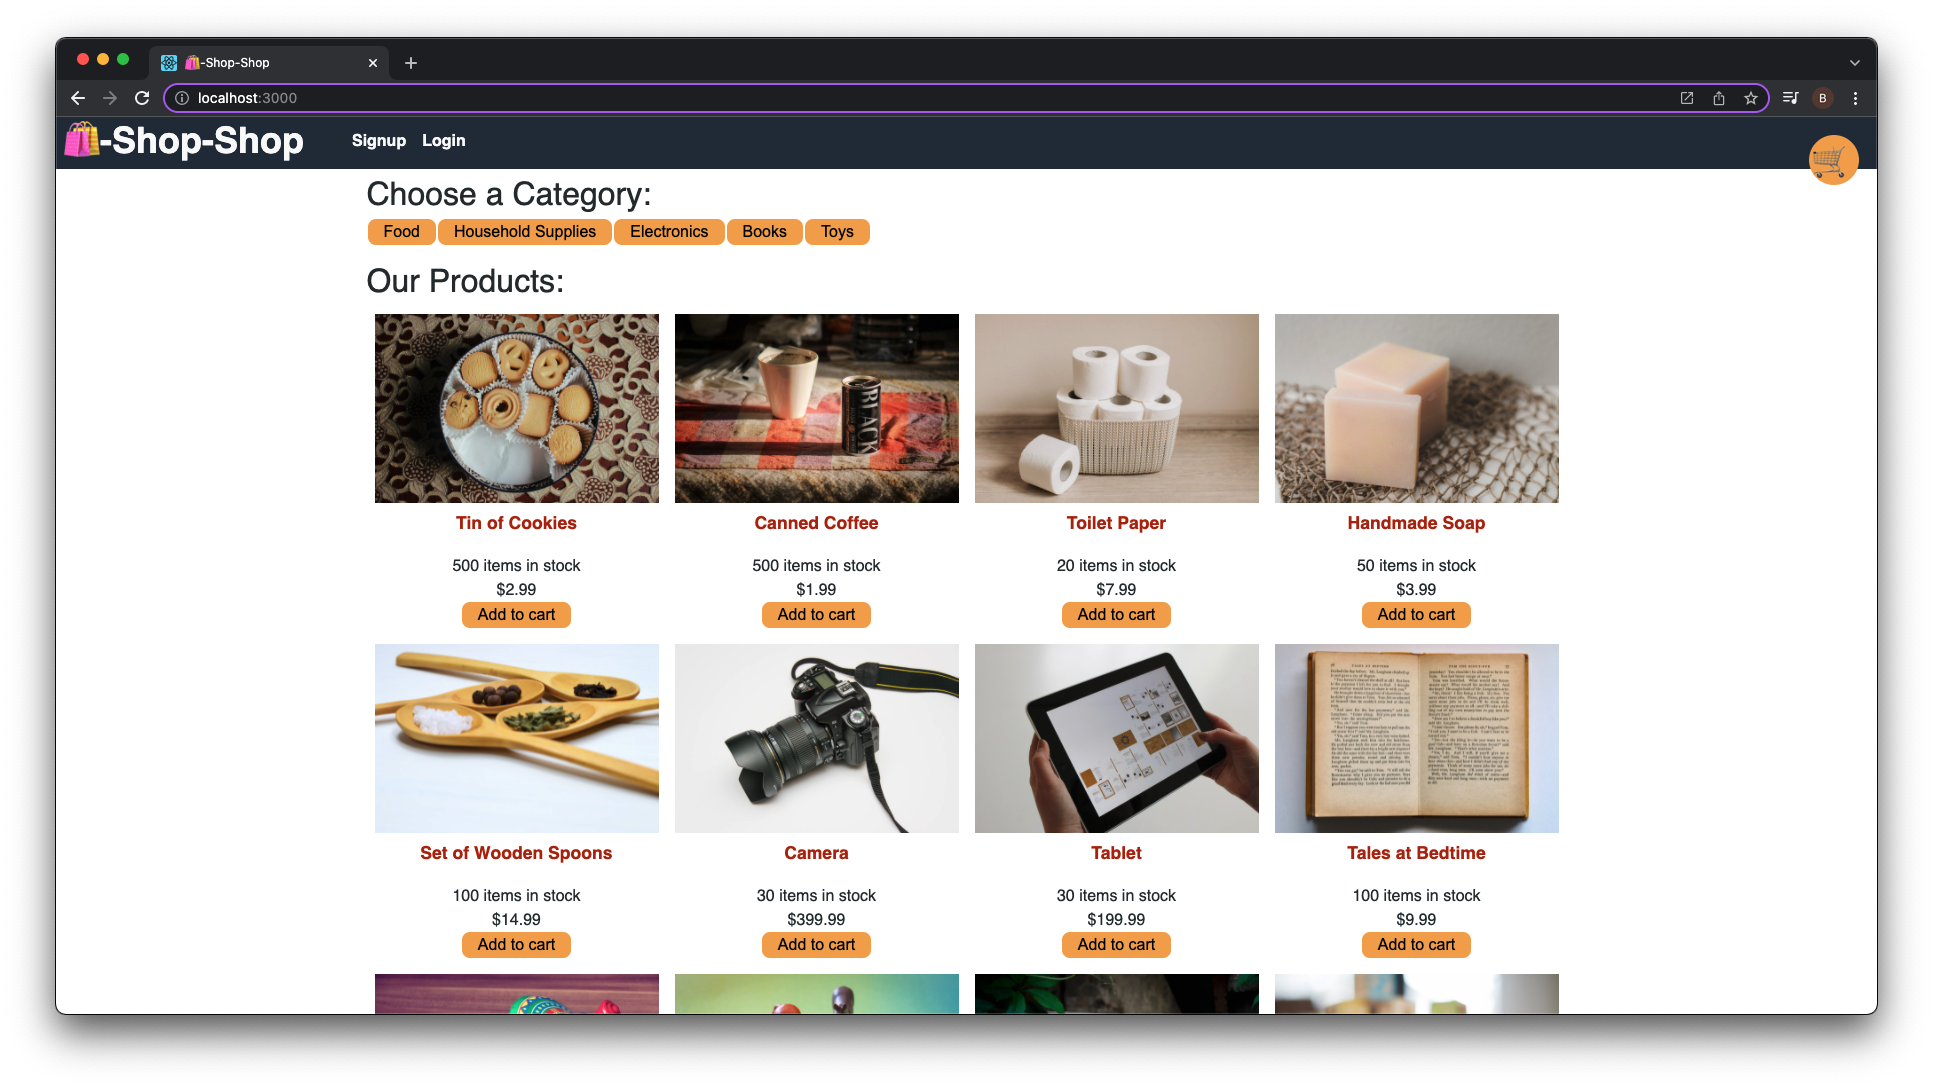 -Shop-Shop
localhost:3000
B
-Shop-Shop
Signup Login
Choose a Category:
Food Household Supplies Electronics Books Toys
Our Products:
BLACK
Tin of Cookies Canned Coffee Toilet Paper Handmade Soap
500 items in stock 500 items in stock 20 items in stock 50 items in stock
$2.99 $1.99 $7.99 $3.99
Add to cart Add to cart Add to cart Add to cart
Set of Wooden Spoons Camera Tablet Tales at Bedtime
100 items in stock 30 items in stock 30 items in stock 100 items in stock
$14.99 $399.99 $199.99 $9.99
Add to cart Add to cart Add to cart Add to cart